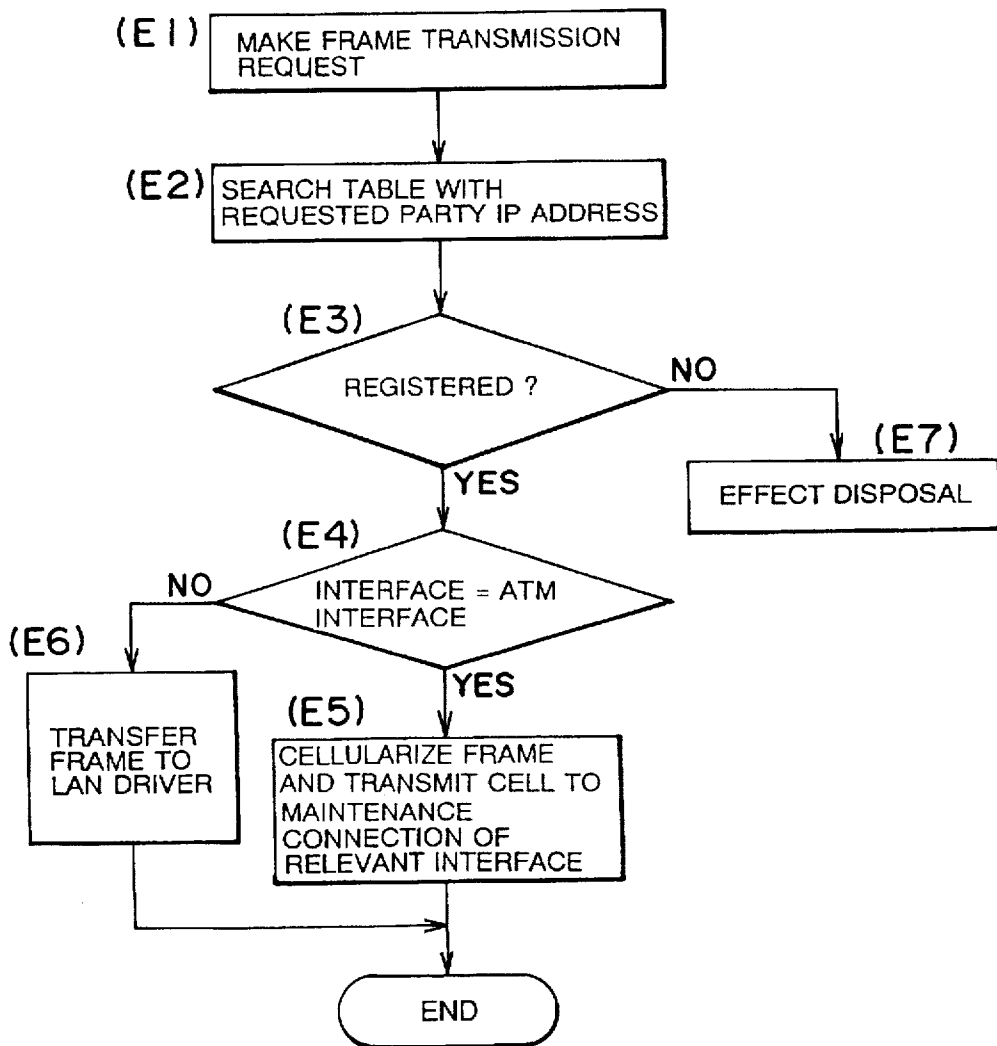 (E1)
MAKE FRAME TRANSMISSION
REQUEST
(E2)
SEARCH TABLE WITH
REQUESTED PARTY IP ADDRESS
(E3)
REGISTERED ?
NO
YES
(E7)
EFFECT DISPOSAL
(E4)
INTERFACE = ATM
INTERFACE
NO
YES
(E6)
TRANSFER
FRAME TO
LAN DRIVER
(E5)
CELLULARIZE FRAME
AND TRANSMIT CELL TO
MAINTENANCE
CONNECTION OF
RELEVANT INTERFACE
END